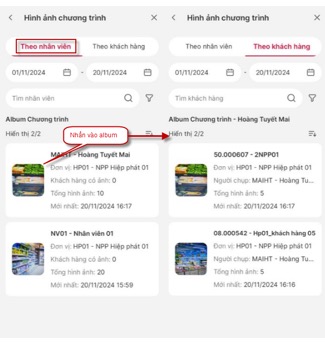 Hình ảnh chương trình
Theo nhân viên
Theo khách hàng
01/11/2024 - 20/11/2024
Tìm nhân viên
Album Chương trình
Hiển thị 2/2
Nhấn vào album
MAIHT - Hoàng Tuyết Mai
Đơn vị: HP01 - NPP Hiệp phát 01
Khách hàng có ảnh: 0
Tổng hình ảnh: 10
Mới nhất: 20/11/2024 16:17
NV01 - Nhân viên 01
Đơn vị: HP01 - NPP Hiệp phát 01
Khách hàng có ảnh: 0
Tổng hình ảnh: 20
Mới nhất: 20/11/2024 15:59
Hình ảnh chương trình
Theo nhân viên
Theo khách hàng
01/11/2024 - 20/11/2024
Tìm khách hàng
Album Chương trình - Hoàng Tuyết Mai
Hiển thị 2/2
50.000607 - 2NPP01
Đơn vị: HP01 - NPP Hiệp phát 01
Người chụp: MAIHT - Hoàng Tu...
Tổng hình ảnh: 5
Mới nhất: 20/11/2024 16:17
08.000542 - Hp01_khách hàng 05
Đơn vị: HP01 - NPP Hiệp phát 01
Người chụp: MAIHT - Hoàng Tu...
Tổng hình ảnh: 5
Mới nhất: 20/11/2024 16:16